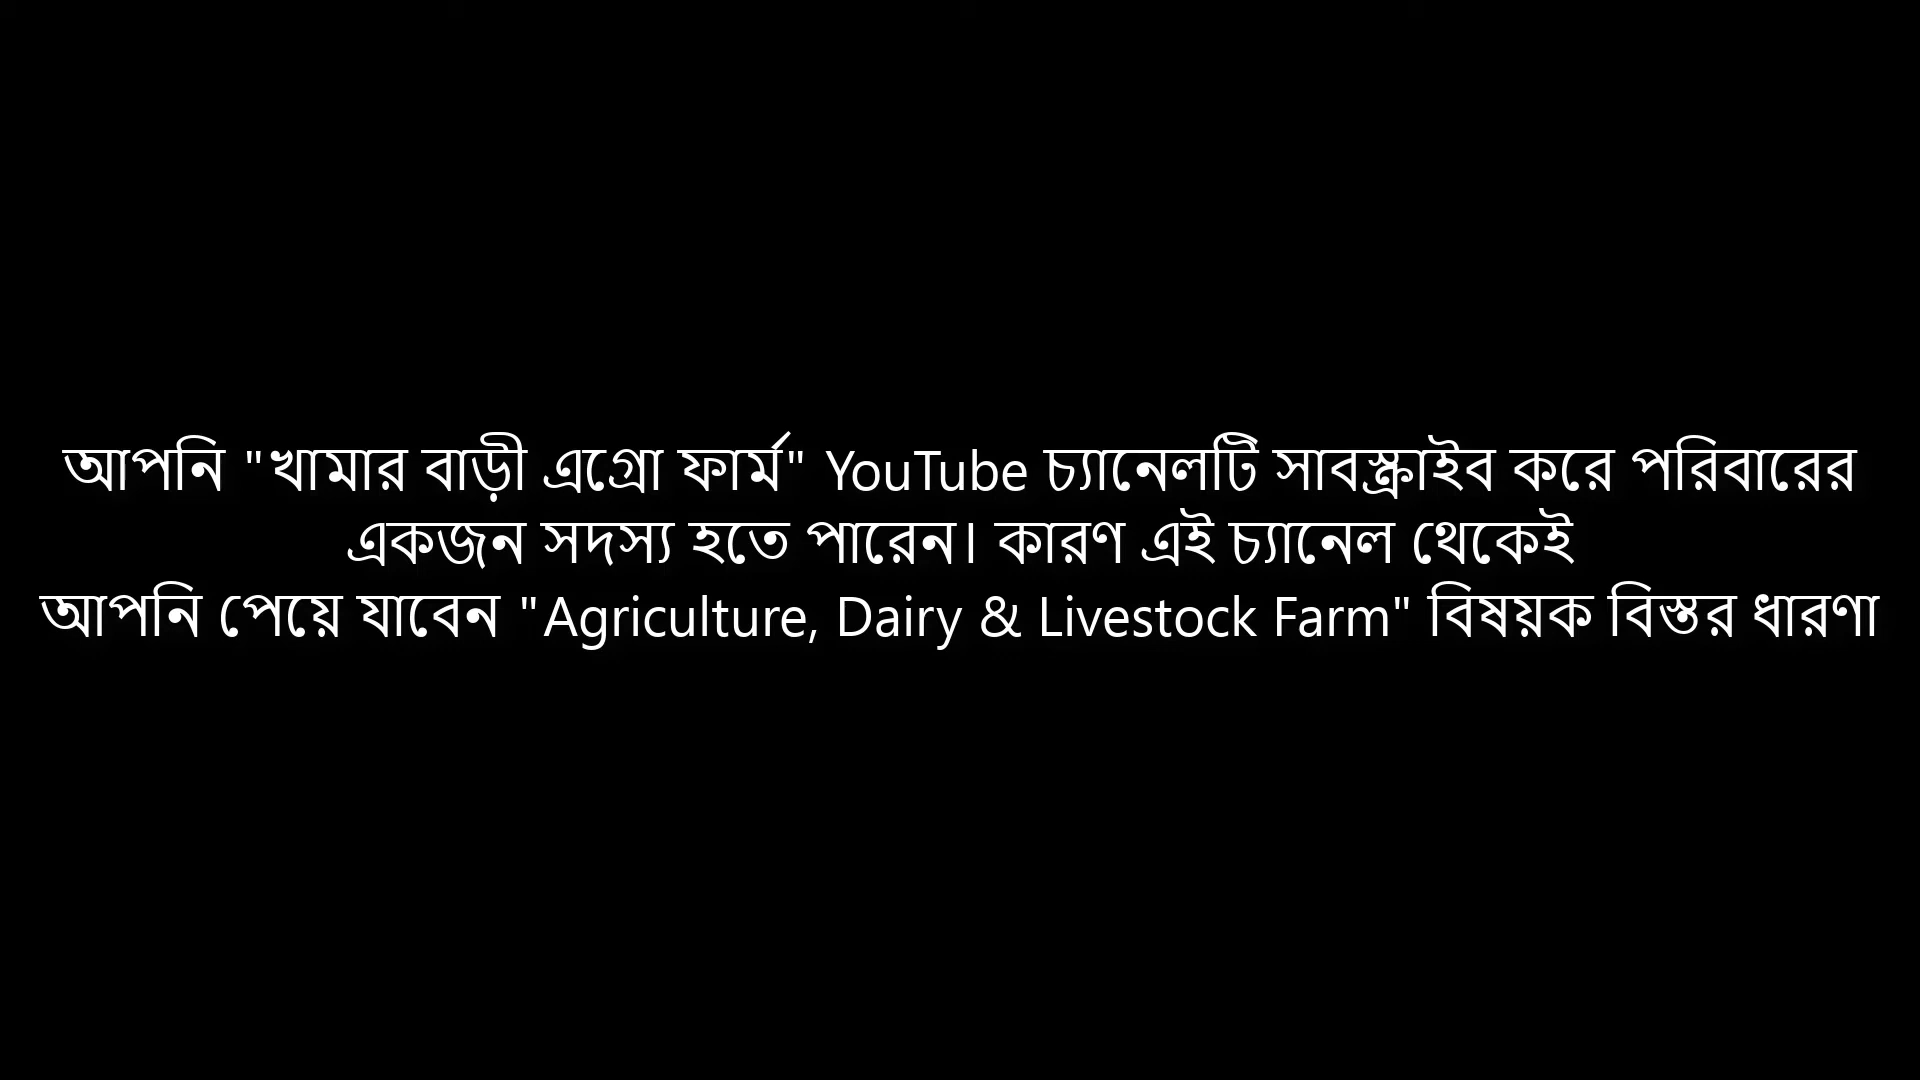 আপনি "খামার বাড়ী এগ্রো ফার্ম" YouTube চ্যানেলটি সাবস্ক্রাইব করে পরিবারের
একজন সদস্য হতে পারেন। কারণ এই চ্যানেল থেকেই
আপনি পেয়ে যাবেন "Agriculture, Dairy & Livestock Farm" বিষয়ক বিস্তর ধারণা